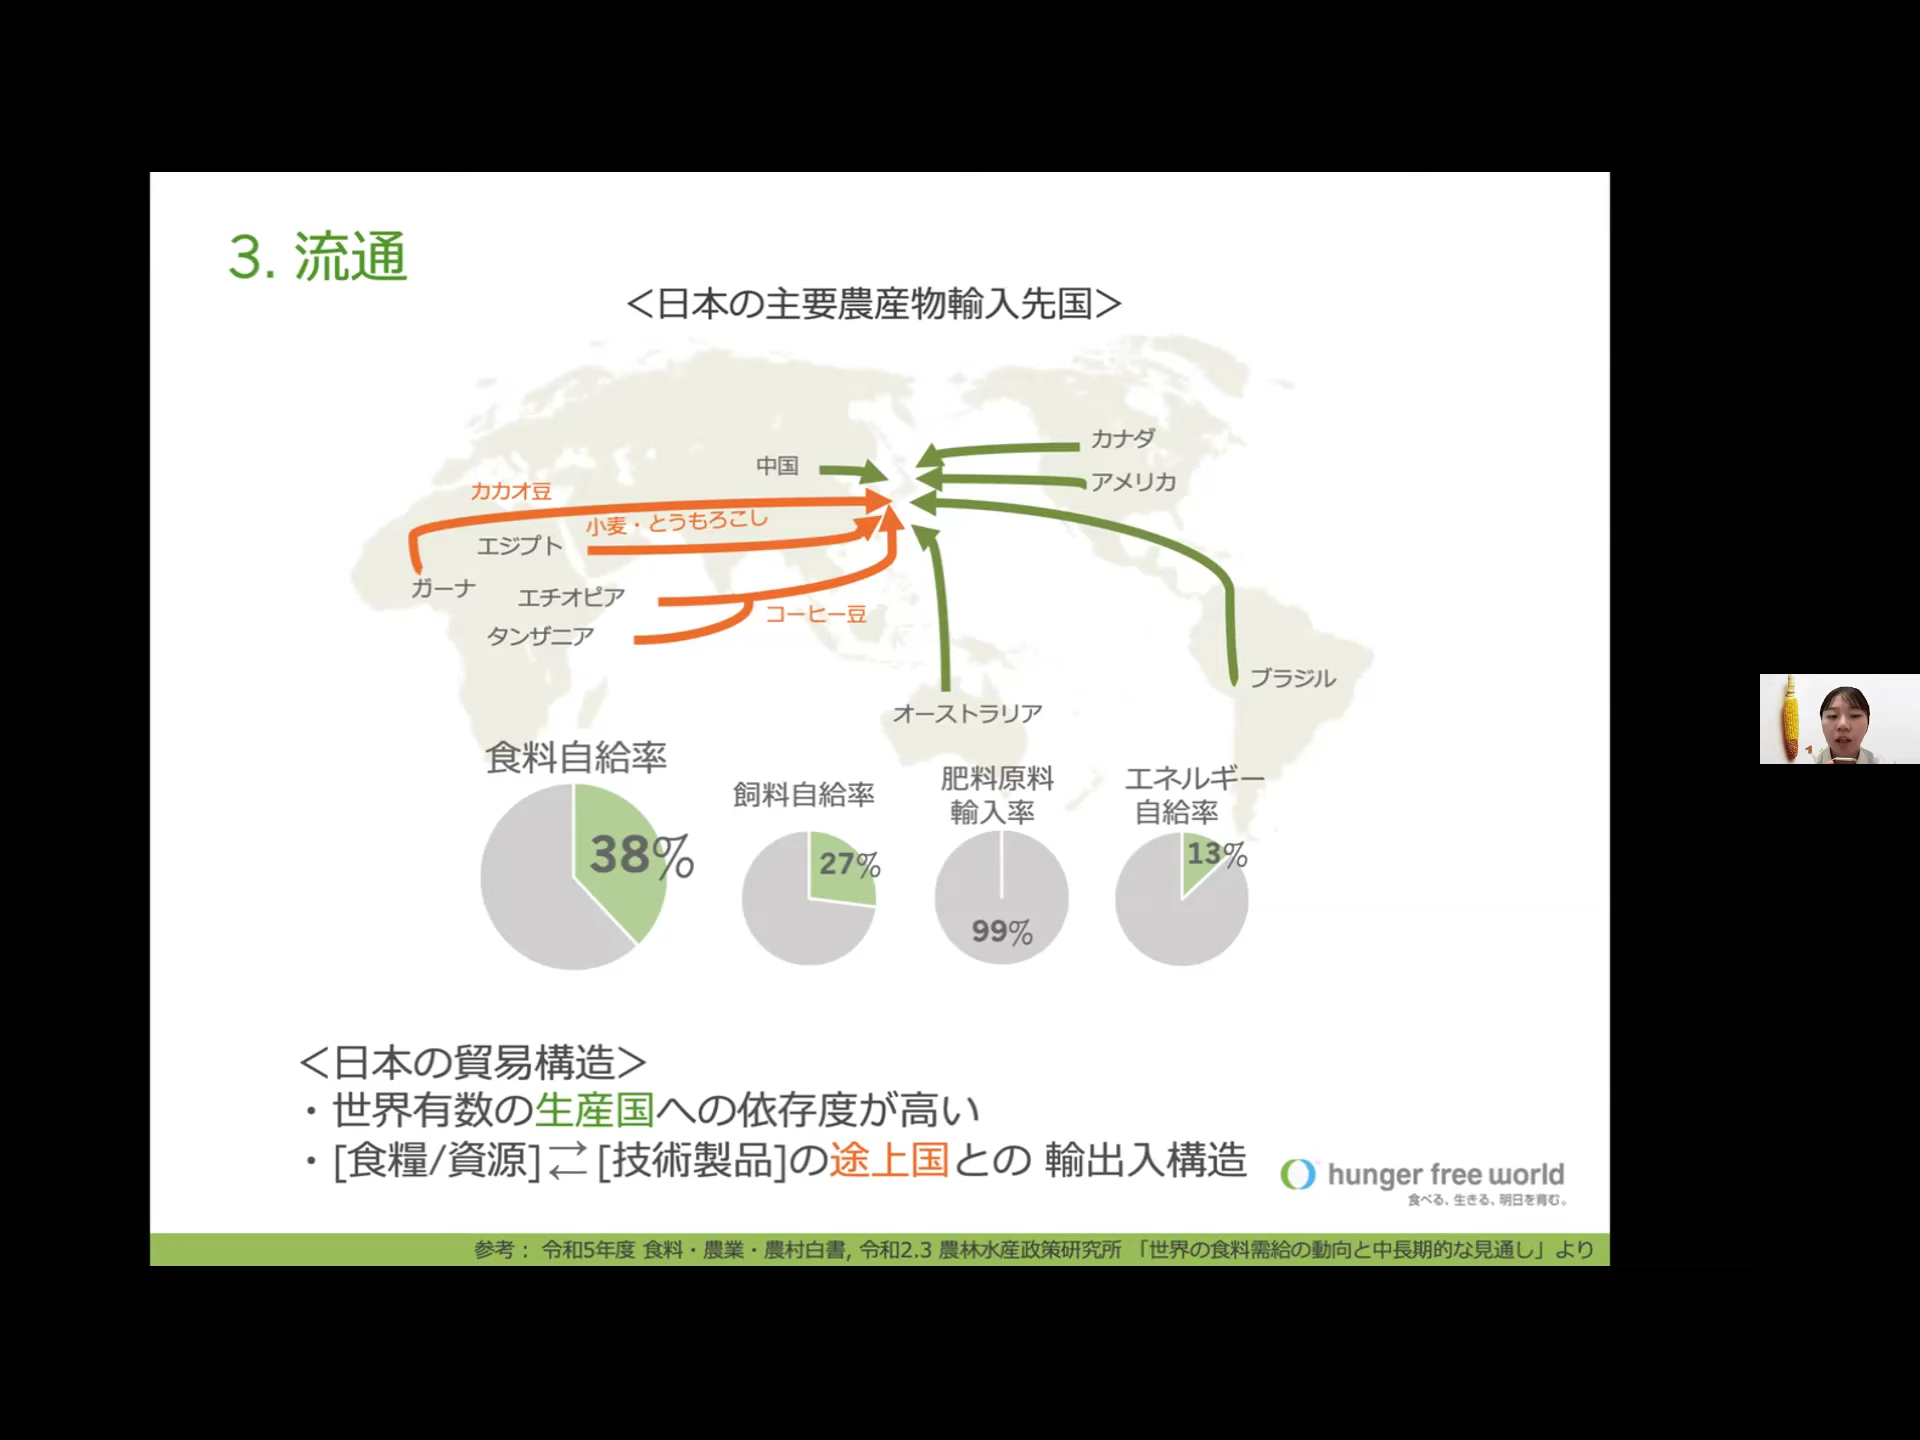 3. 流通
＜日本の主要農産物輸入先国＞
カナダ
中国
アメリカ
カカオ豆
小麦・とうもろこし
エジプト
ガーナ
エチオピア
コーヒー豆
タンザニア
ブラジル
オーストラリア
食料自給率
38%
飼料自給率
27%
肥料原料
輸入率
99%
エネルギー
自給率
13%
＜日本の貿易構造＞
・世界有数の生産国への依存度が高い
・[食糧/資源]⇄[技術製品]の途上国との 輸出入構造
hunger free world
食べる、生きる、明日を育む。
参考： 令和5年度 食料・農業・農村白書, 令和2.3 農林水産政策研究所 「世界の食料需給の動向と中長期的な見通し」より